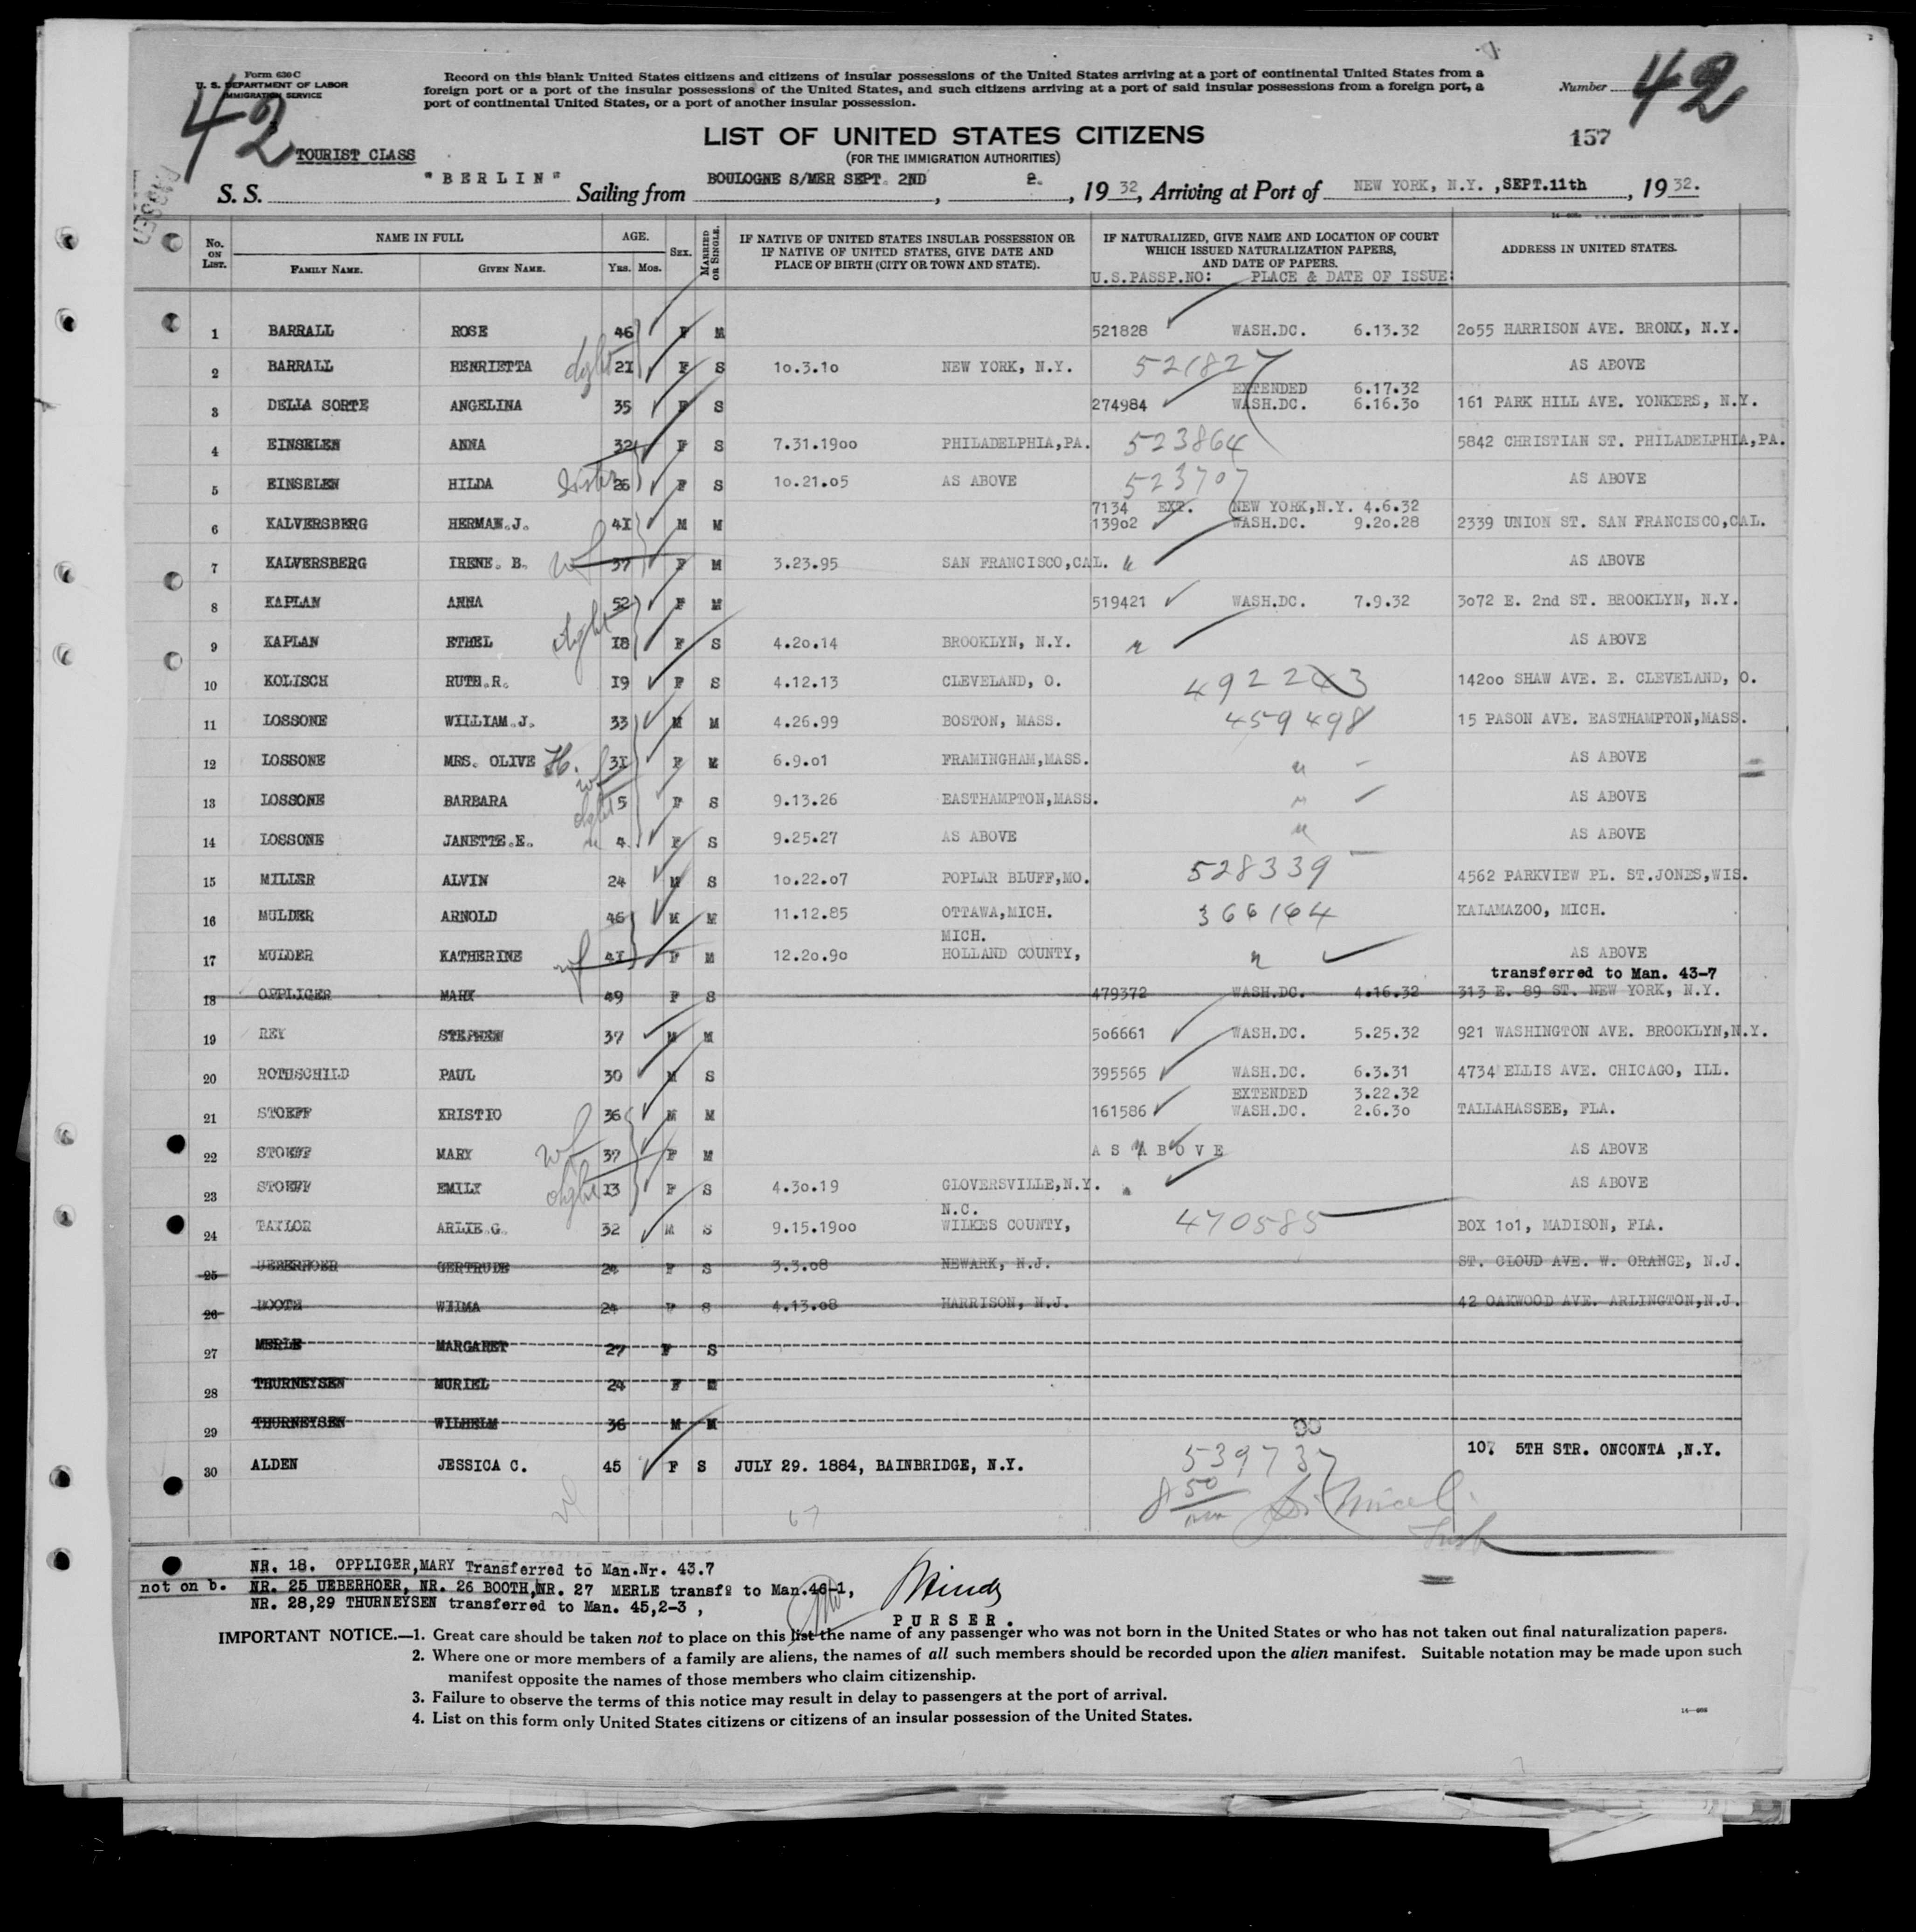 Form 630 C
U. S. DEPARTMENT OF LABOR
IMMIGRATION SERVICE
Record on this blank United States citizens and citizens of insular possessions of the United States arriving at a port of continental United States from a
foreign port or a port of the insular possessions of the United States, and such citizens arriving at a port of said insular possessions from a foreign port, a
port of continental United States, or a port of another insular possession.
Number 42
42
157
LIST OF UNITED STATES CITIZENS
(FOR THE IMMIGRATION AUTHORITIES)
TOURIST CLASS
S. S. "BERLIN" Sailing from BOULOGNE S/MER SEPT. 2ND, 2., 1932, Arriving at Port of NEW YORK, N.Y. ,SEPT.11th, 1932.
No. ON LIST. NAME IN FULL FAMILY NAME. GIVEN NAME. AGE. YRS. MOS. SEX. MARRIED OR SINGLE. IF NATIVE OF UNITED STATES INSULAR POSSESSION OR IF NATIVE OF UNITED STATES, GIVE DATE AND PLACE OF BIRTH (CITY OR TOWN AND STATE). IF NATURALIZED, GIVE NAME AND LOCATION OF COURT WHICH ISSUED NATURALIZATION PAPERS, AND DATE OF PAPERS. ADDRESS IN UNITED STATES.
U.S.PASSP.NO: PLACE & DATE OF ISSUE:
1 BARRALL ROSE 46 F M 521828 WASH.DC. 6.13.32 2055 HARRISON AVE. BRONX, N.Y.
2 BARRALL HENRIETTA dght 21 F S 10.3.10 NEW YORK, N.Y. 521827 AS ABOVE
EXTENDED 6.17.32
3 DELIA SORTE ANGELINA 35 F S 274984 WASH.DC. 6.16.30 161 PARK HILL AVE. YONKERS, N.Y.
4 EINSELEN ANNA 32 F S 7.31.1900 PHILADELPHIA,PA. 523864 5842 CHRISTIAN ST. PHILADELPHIA,PA.
5 EINSELEN HILDA sister 26 F S 10.21.05 AS ABOVE 523707 AS ABOVE
7134 EXT. NEW YORK,N.Y. 4.6.32
6 KALVERSBERG HERMAN.J. 41 M M 13902 WASH.DC. 9.20.28 2339 UNION ST. SAN FRANCISCO,CAL.
7 KALVERSBERG IRENE. B. wf 37 F M 3.23.95 SAN FRANCISCO,CAL. " AS ABOVE
8 KAPLAN ANNA 52 F M 519421 WASH.DC. 7.9.32 3072 E. 2nd ST. BROOKLYN, N.Y.
9 KAPLAN ETHEL dght 18 F S 4.20.14 BROOKLYN, N.Y. " AS ABOVE
10 KOLISCH RUTH.R. 19 F S 4.12.13 CLEVELAND, O. 492243 14200 SHAW AVE. E. CLEVELAND, O.
11 LOSSONE WILLIAM.J. 33 M M 4.26.99 BOSTON, MASS. 459498 15 PASON AVE. EASTHAMPTON,MASS.
12 LOSSONE MRS. OLIVE H. wf 31 F M 6.9.01 FRAMINGHAM,MASS. " AS ABOVE
13 LOSSONE BARBARA dght 5 F S 9.13.26 EASTHAMPTON,MASS. " AS ABOVE
14 LOSSONE JANETTE.E. " 4 F S 9.25.27 AS ABOVE " AS ABOVE
15 MILLER ALVIN 24 M S 10.22.07 POPLAR BLUFF,MO. 528339 4562 PARKVIEW PL. ST.JONES,WIS.
16 MULDER ARNOLD 46 M M 11.12.85 OTTAWA,MICH. 366164 KALAMAZOO, MICH.
MICH.
17 MULDER KATHERINE wf 41 F M 12.20.90 HOLLAND COUNTY, " AS ABOVE
transferred to Man. 43-7
18 OPPLIGER MARY 49 F S 479372 WASH.DC. 4.16.32 313 E. 89 ST. NEW YORK, N.Y.
19 REY STEPHEN 37 M M 506661 WASH.DC. 5.25.32 921 WASHINGTON AVE. BROOKLYN,N.Y.
20 ROTHSCHILD PAUL 30 M S 395565 WASH.DC. 6.3.31 4734 ELLIS AVE. CHICAGO, ILL.
EXTENDED 3.22.32
21 STOEFF KRISTIO 36 M M 161586 WASH.DC. 2.6.30 TALLAHASSEE, FLA.
22 STOEFF MARY wf 37 F M AS ABOVE AS ABOVE
23 STOEFF EMILY dght 13 F S 4.30.19 GLOVERSVILLE,N.Y. " AS ABOVE
N.C.
24 TAYLOR ARLIE.G. 32 M S 9.15.1900 WILKES COUNTY, 470585 BOX 101, MADISON, FLA.
25 UEBERHOER GERTRUDE 24 F S 3.3.08 NEWARK, N.J. ST. CLOUD AVE. W. ORANGE, N.J.
26 BOOTH WILMA 24 F S 4.13.08 HARRISON, N.J. 42 OAKWOOD AVE. ARLINGTON,N.J.
27 MERLE MARGARET 27 F S
28 THURNEYSEN MURIEL 24 F M
29 THURNEYSEN WILHELM 36 M M
30 ALDEN JESSICA C. 45 F S JULY 29. 1884, BAINBRIDGE, N.Y. 539737 107 5TH STR. ONCONTA ,N.Y.
67
NR. 18. OPPLIGER,MARY Transferred to Man.Nr. 43.7
not on b. NR. 25 UEBERHOER, NR. 26 BOOTH,NR. 27 MERLE transf: to Man.46-1,
NR. 28,29 THURNEYSEN transferred to Man. 45,2-3 ,
PURSER.
IMPORTANT NOTICE.—1. Great care should be taken not to place on this list the name of any passenger who was not born in the United States or who has not taken out final naturalization papers.
2. Where one or more members of a family are aliens, the names of all such members should be recorded upon the alien manifest. Suitable notation may be made upon such
manifest opposite the names of those members who claim citizenship.
3. Failure to observe the terms of this notice may result in delay to passengers at the port of arrival.
4. List on this form only United States citizens or citizens of an insular possession of the United States.